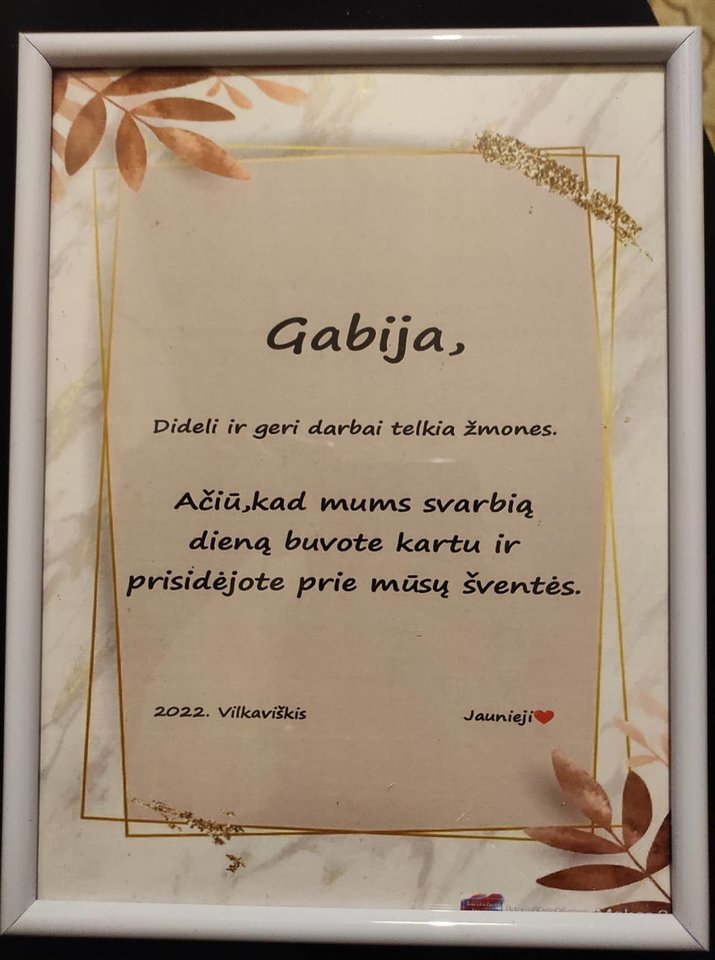 Gabija,
Dideli ir geri darbai telkia žmones.
Ačiū,kad mums svarbią
dieną buvote kartu ir
prisidėjote prie mūsų šventės.
2022. Vilkaviškis
Jaunieji❤